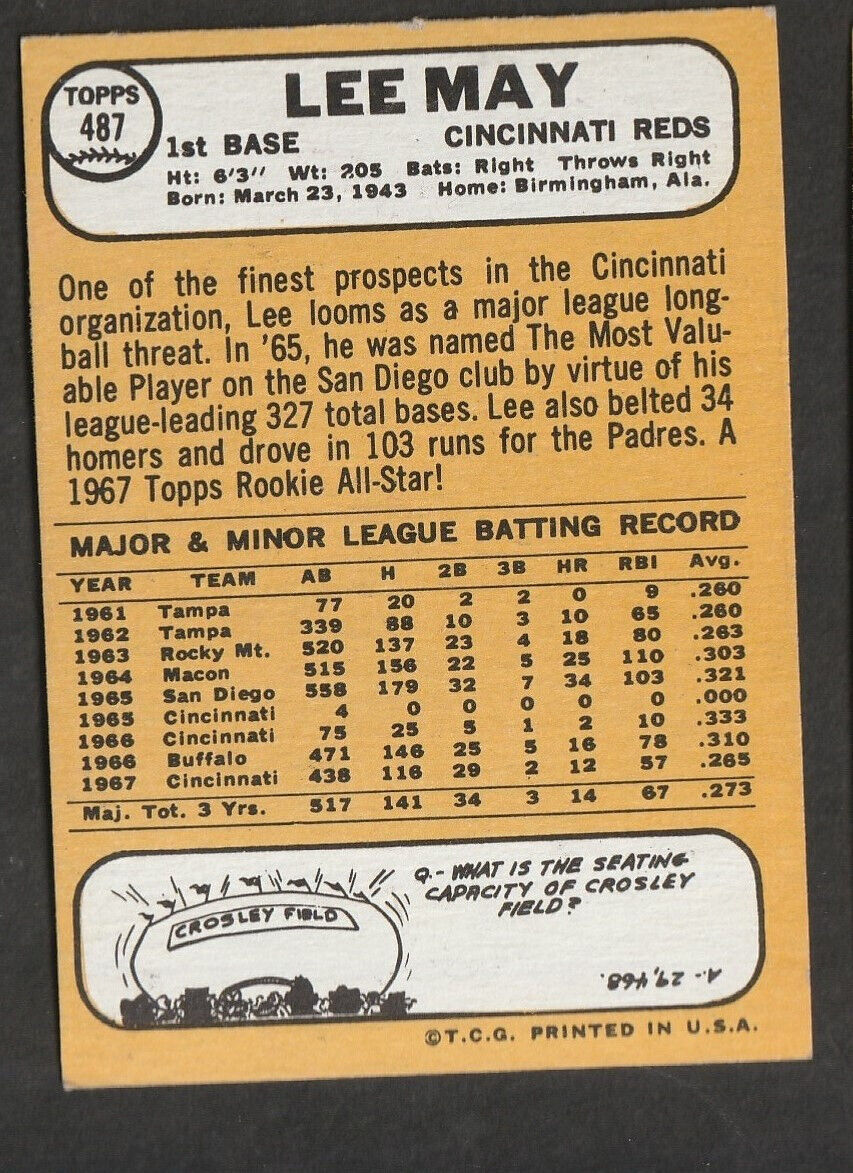 TOPPS
487
LEE MAY
1st BASE CINCINNATI REDS
Ht: 6'3'' Wt: 205 Bats: Right Throws Right
Born: March 23, 1943 Home: Birmingham, Ala.
One of the finest prospects in the Cincinnati
organization, Lee looms as a major league long-
ball threat. In '65, he was named The Most Valu-
able Player on the San Diego club by virtue of his
league-leading 327 total bases. Lee also belted 34
homers and drove in 103 runs for the Padres. A
1967 Topps Rookie All-Star!
MAJOR & MINOR LEAGUE BATTING RECORD
YEAR TEAM AB H 2B 3B HR RBI Avg.
1961 Tampa 77 20 2 2 0 9 .260
1962 Tampa 339 88 10 3 10 65 .260
1963 Rocky Mt. 520 137 23 4 18 80 .263
1964 Macon 515 156 22 5 25 110 .303
1965 San Diego 558 179 32 7 34 103 .321
1965 Cincinnati 4 0 0 0 0 0 .000
1966 Cincinnati 75 25 5 1 2 10 .333
1966 Buffalo 471 146 25 5 16 78 .310
1967 Cincinnati 438 116 29 2 12 57 .265
Maj. Tot. 3 Yrs. 517 141 34 3 14 67 .273
CROSLEY FIELD
Q.- WHAT IS THE SEATING
CAPACITY OF CROSLEY
FIELD?
A.- 29,468.
©T.C.G. PRINTED IN U.S.A.